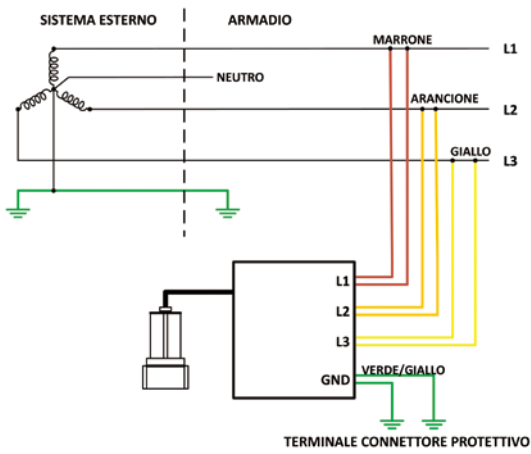 SISTEMA ESTERNO
ARMADIO
MARRONE
L1
NEUTRO
ARANCIONE
L2
GIALLO
L3
L1
L2
L3
VERDE/GIALLO
GND
TERMINALE CONNETTORE PROTETTIVO